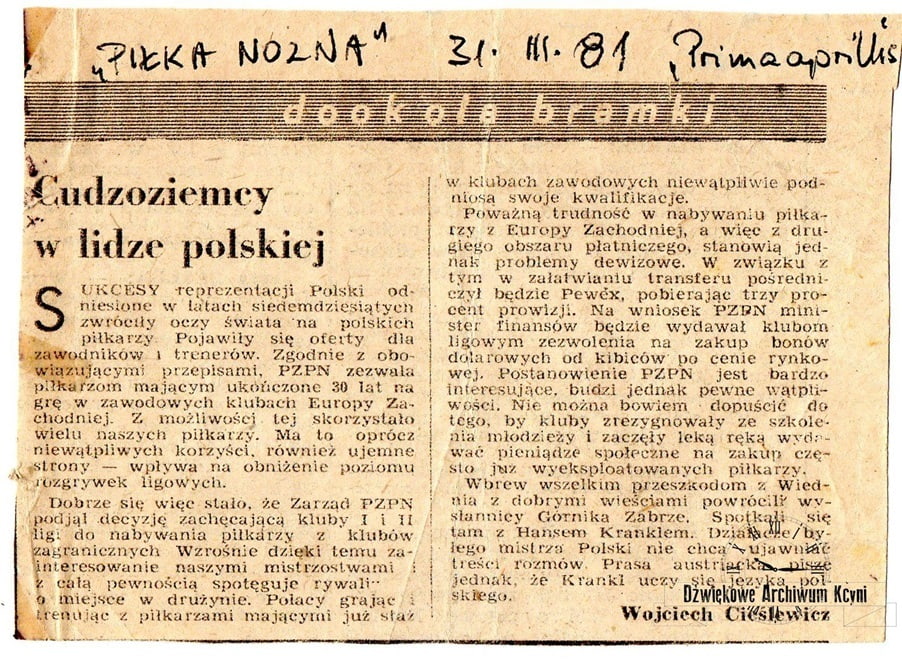 „PIŁKA NOŻNA" 31. III. 81 „Primaaprilis
dookoła bramki
Cudzoziemcy
w lidze polskiej
SUKCESY reprezentacji Polski od-
niesione w latach siedemdziesiątych
zwróciły oczy świata na polskich
piłkarzy. Pojawiły się oferty dla
zawodników i trenerów. Zgodnie z obo-
wiązującymi przepisami, PZPN zezwala
piłkarzom mającym ukończone 30 lat na
grę w zawodowych klubach Europy Za-
chodniej. Z możliwości tej skorzystało
wielu naszych piłkarzy. Ma to oprócz
niewątpliwych korzyści, również ujemne
strony — wpływa na obniżenie poziomu
rozgrywek ligowych.
Dobrze się więc stało, że Zarząd PZPN
podjął decyzję zachęcającą kluby I i II
ligi do nabywania piłkarzy z klubów
zagranicznych Wzrośnie dzięki temu za-
interesowanie naszymi mistrzostwami i
z całą pewnością spotęguje rywali-
o miejsce w drużynie. Polacy grając i
trenując z piłkarzami mającymi już staż
w klubach zawodowych niewątpliwie pod-
niosą swoje kwalifikacje.
Poważną trudność w nabywaniu piłka-
rzy z Europy Zachodniej, a więc z dru-
giego obszaru płatniczego, stanowią jed-
nak problemy dewizowe. W związku z
tym w załatwianiu transferu pośredni-
czył będzie Pewex, pobierając trzy pro-
cent prowizji. Na wniosek PZPN mini-
ster finansów będzie wydawał klubom
ligowym zezwolenia na zakup bonów
dolarowych od kibiców po cenie rynko-
wej. Postanowienie PZPN jest bardzo
interesujące, budzi jednak pewne wątpli-
wości. Nie można bowiem dopuścić do
tego, by kluby zrezygnowały ze szkole-
nia młodzieży i zaczęły leką ręką wyda-
wać pieniądze społeczne na zakup czę-
sto już wyeksploatowanych piłkarzy.
Wbrew wszelkim przeszkodom z Wied-
nia z dobrymi wieściami powrócili wy-
słannicy Górnika Zabrze. Spotkali się
tam z Hansem Kranklem. Działacze by-
łego mistrza Polski nie chcą ujawniać
treści rozmów. Prasa austriacka pisze
jednak, że Krankl uczy się języka pol-
skiego.
Dźwiękowe Archiwum Kcyni
Wojciech Cieślewicz